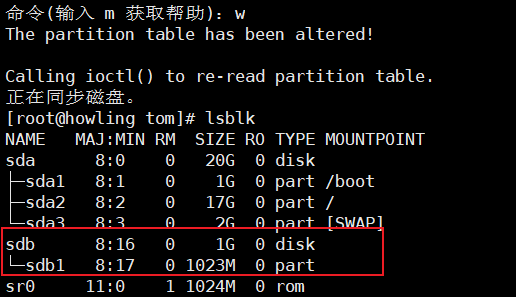 命令(输入 m 获取帮助)：w
The partition table has been altered!
Calling ioctl() to re-read partition table.
正在同步磁盘。
[root@howling tom]# lsblk
NAME   MAJ:MIN RM  SIZE RO TYPE MOUNTPOINT
sda      8:0    0   20G  0 disk
├─sda1   8:1    0    1G  0 part /boot
├─sda2   8:2    0   17G  0 part /
└─sda3   8:3    0    2G  0 part [SWAP]
sdb      8:16   0    1G  0 disk
└─sdb1   8:17   0 1023M  0 part
sr0     11:0    1 1024M  0 rom